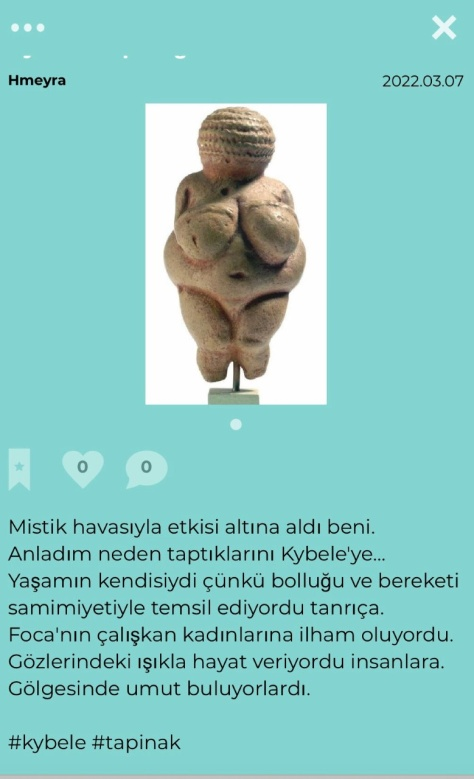 Hmeyra
2022.03.07
0
0
Mistik havasıyla etkisi altına aldı beni.
Anladım neden taptıklarını Kybele'ye...
Yaşamın kendisiydi çünkü bolluğu ve bereketi
samimiyetiyle temsil ediyordu tanrıça.
Foca'nın çalışkan kadınlarına ilham oluyordu.
Gözlerindeki ışıkla hayat veriyordu insanlara.
Gölgesinde umut buluyorlardı.
#kybele #tapinak